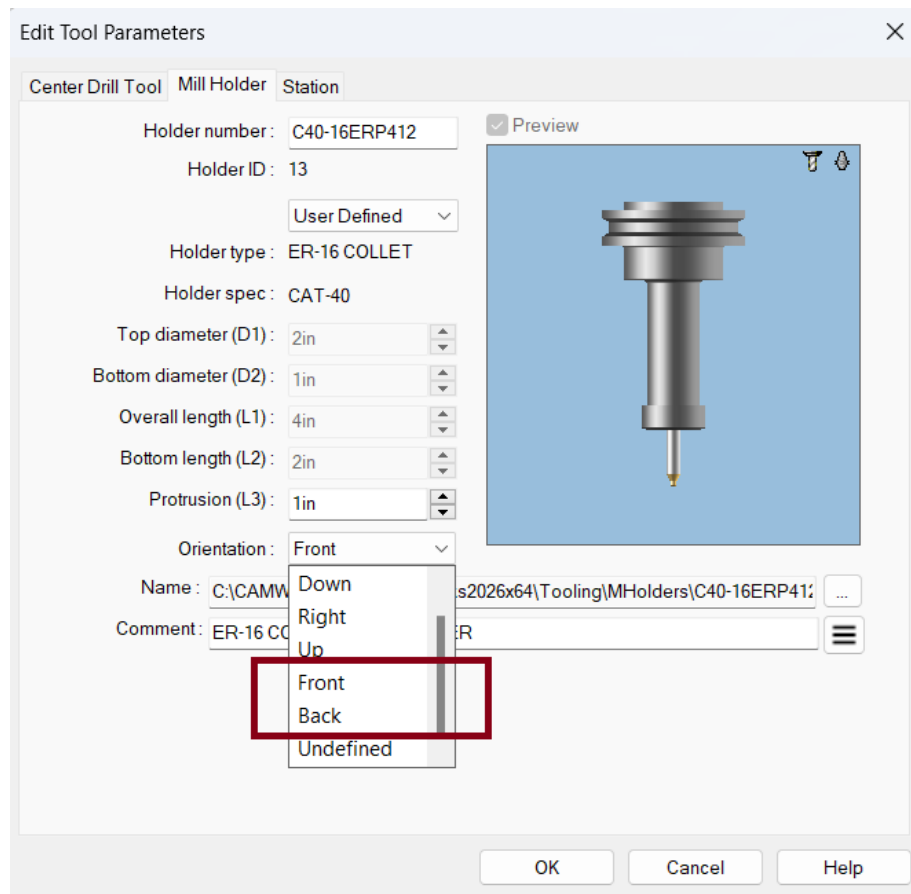 Edit Tool Parameters
Center Drill Tool Mill Holder Station
Holder number : C40-16ERP412
Preview
Holder ID : 13
User Defined
Holder type : ER-16 COLLET
Holder spec : CAT-40
Top diameter (D1) : 2in
Bottom diameter (D2) : 1in
Overall length (L1) : 4in
Bottom length (L2) : 2in
Protrusion (L3) : 1in
Orientation : Front
Down
Name : C:\CAMW s2026x64\Tooling\MHolders\C40-16ERP412 ...
Right
Comment : ER-16 CO ER
Up
Front
Back
Undefined
OK Cancel Help